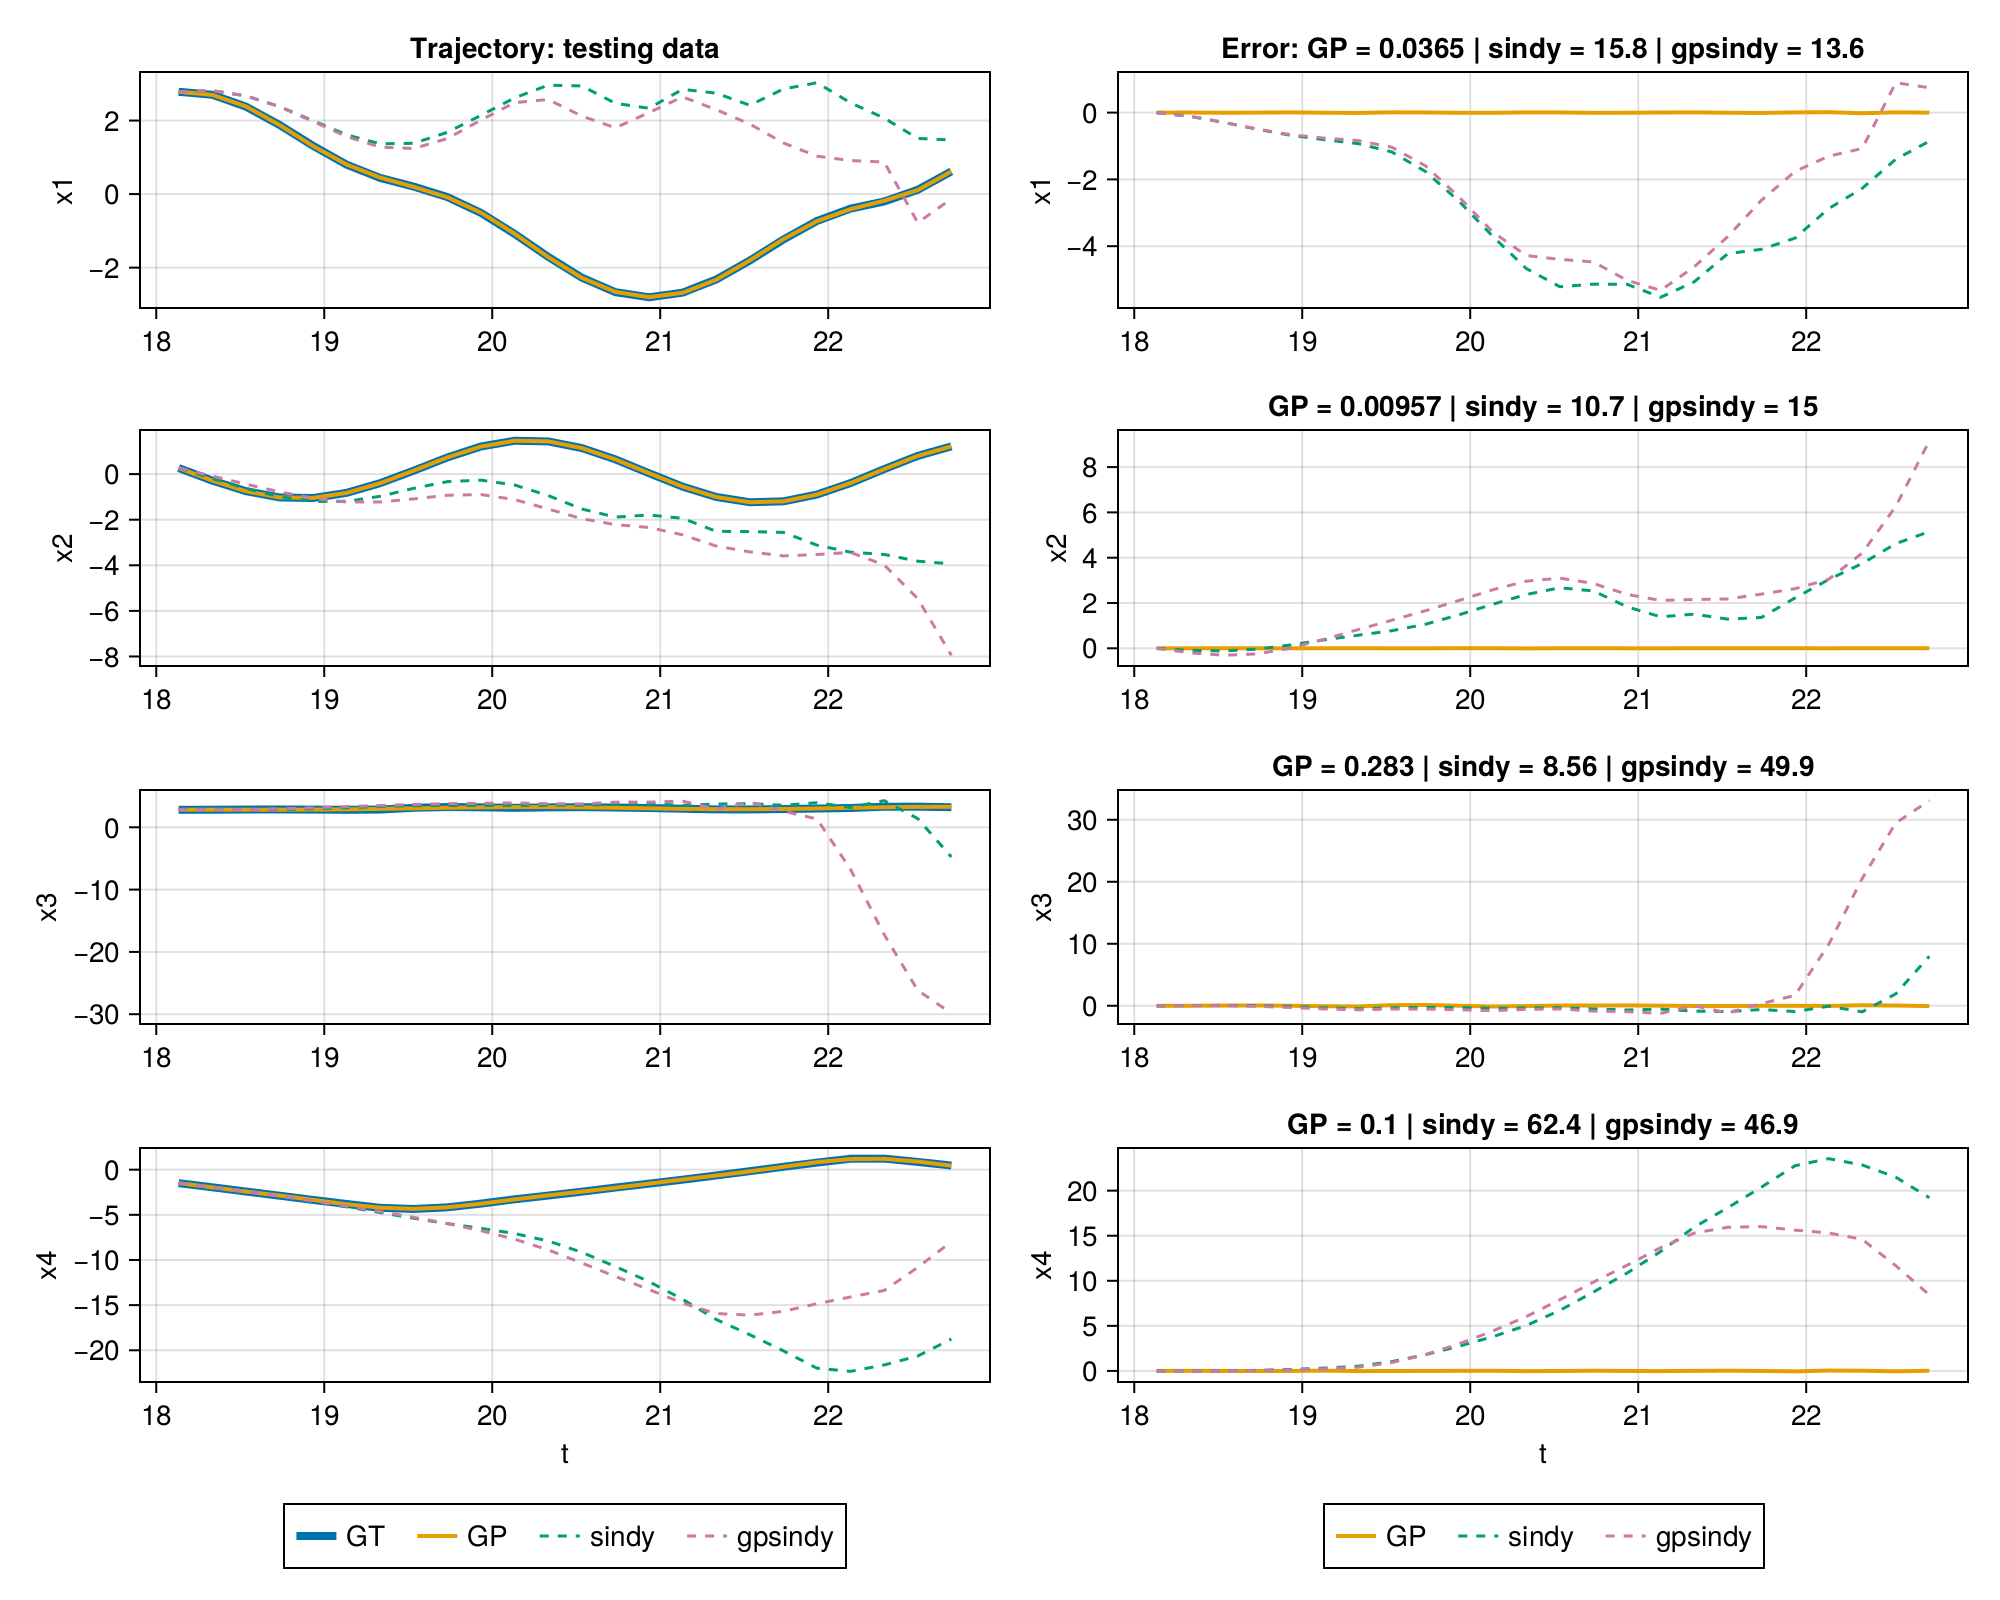 Trajectory: testing data
x1
2
0
−2
18 19 20 21 22
Error: GP = 0.0365 | sindy = 15.8 | gpsindy = 13.6
x1
0
−2
−4
18 19 20 21 22
x2
0
−2
−4
−6
−8
18 19 20 21 22
GP = 0.00957 | sindy = 10.7 | gpsindy = 15
x2
8
6
4
2
0
18 19 20 21 22
x3
0
−10
−20
−30
18 19 20 21 22
GP = 0.283 | sindy = 8.56 | gpsindy = 49.9
x3
30
20
10
0
18 19 20 21 22
x4
0
−5
−10
−15
−20
18 19 20 21 22
t
GP = 0.1 | sindy = 62.4 | gpsindy = 46.9
x4
20
15
10
5
0
18 19 20 21 22
t
GT GP sindy gpsindy
GP sindy gpsindy